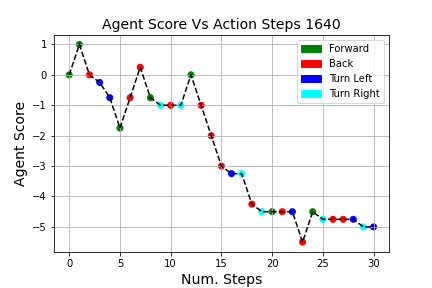 Agent Score Vs Action Steps 1640
Forward
Back
Turn Left
Turn Right
Agent Score
1
0
−1
−2
−3
−4
−5
0 5 10 15 20 25 30
Num. Steps